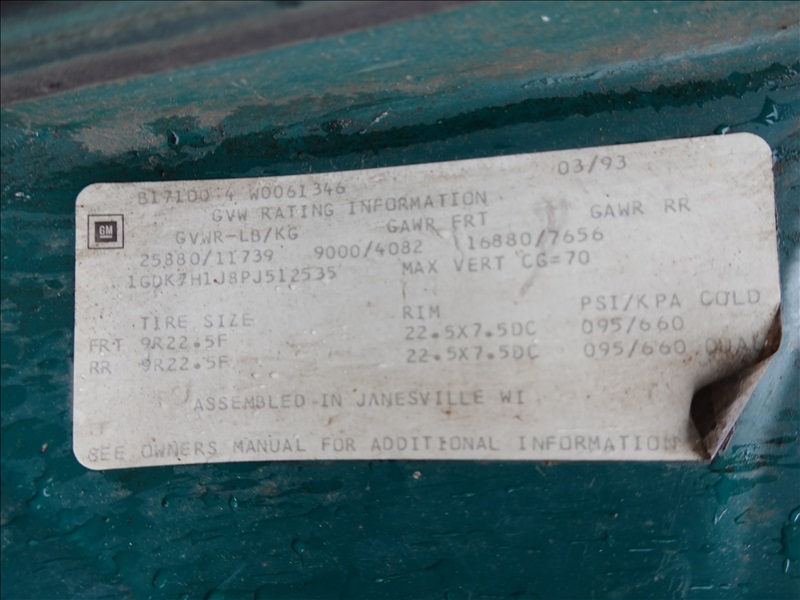 B17100 4 W0061346 03/93
GVW RATING INFORMATION
GM GVWR-LB/KG GAWR FRT GAWR RR
25880/11739 9000/4082 16880/7656
1GDK7H1J8PJ512535 MAX VERT CG=70
TIRE SIZE RIM PSI/KPA COLD
FRT 9R22.5F 22.5X7.5DC 095/660
RR 9R22.5F 22.5X7.5DC 095/660 DUAL
ASSEMBLED IN JANESVILLE WI
SEE OWNERS MANUAL FOR ADDITIONAL INFORMATION